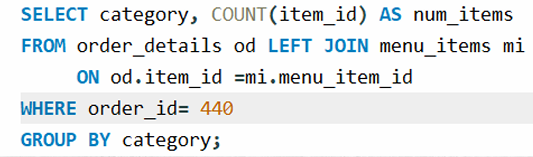 SELECT category, COUNT(item_id) AS num_items
FROM order_details od LEFT JOIN menu_items mi
ON od.item_id =mi.menu_item_id
WHERE order_id= 440
GROUP BY category;